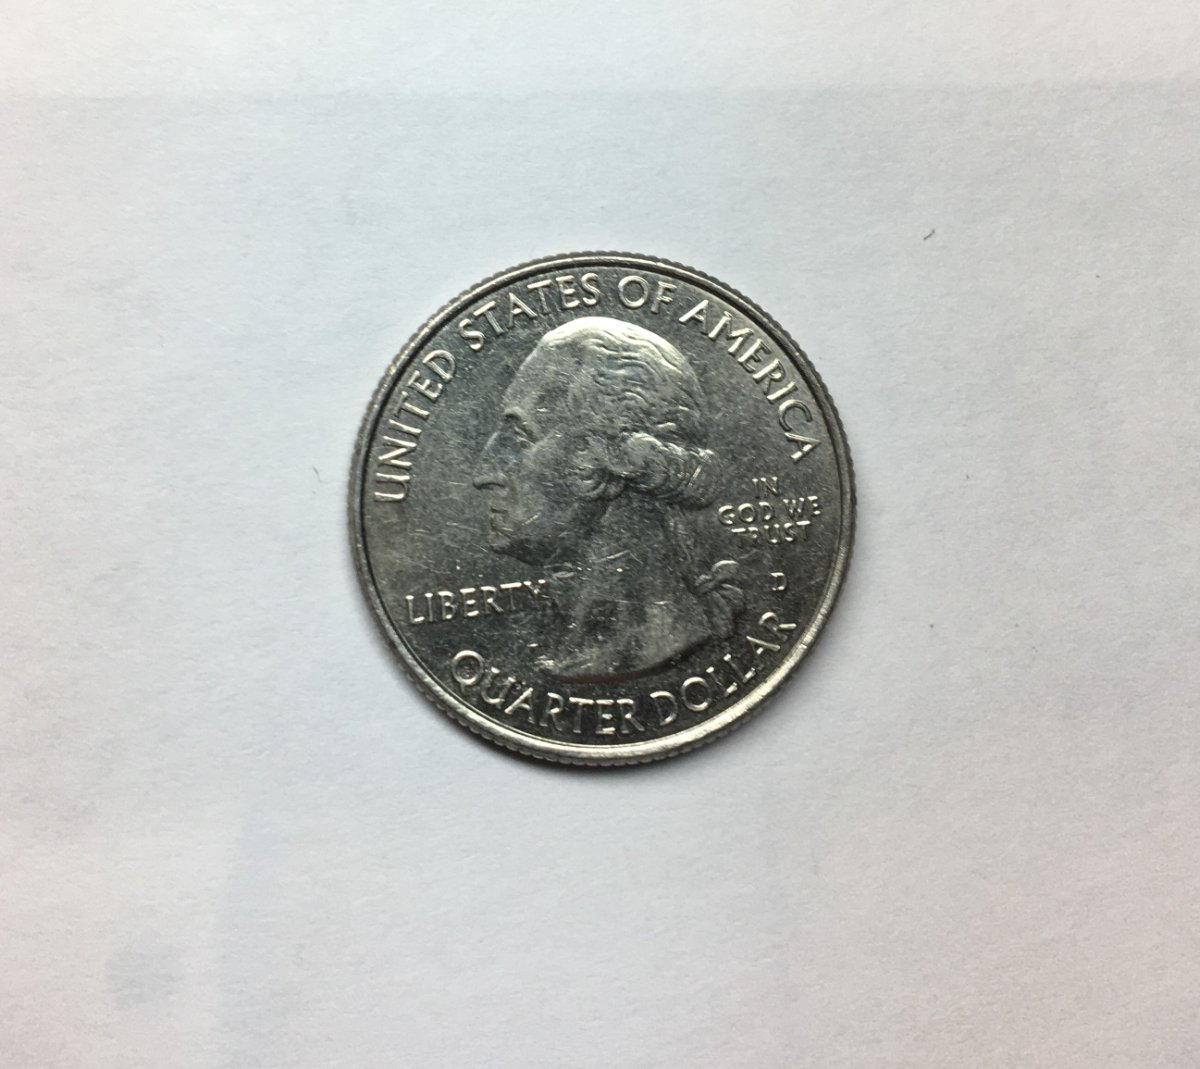 UNITED STATES OF AMERICA
LIBERTY
IN
GOD WE
TRUST
D
QUARTER DOLLAR